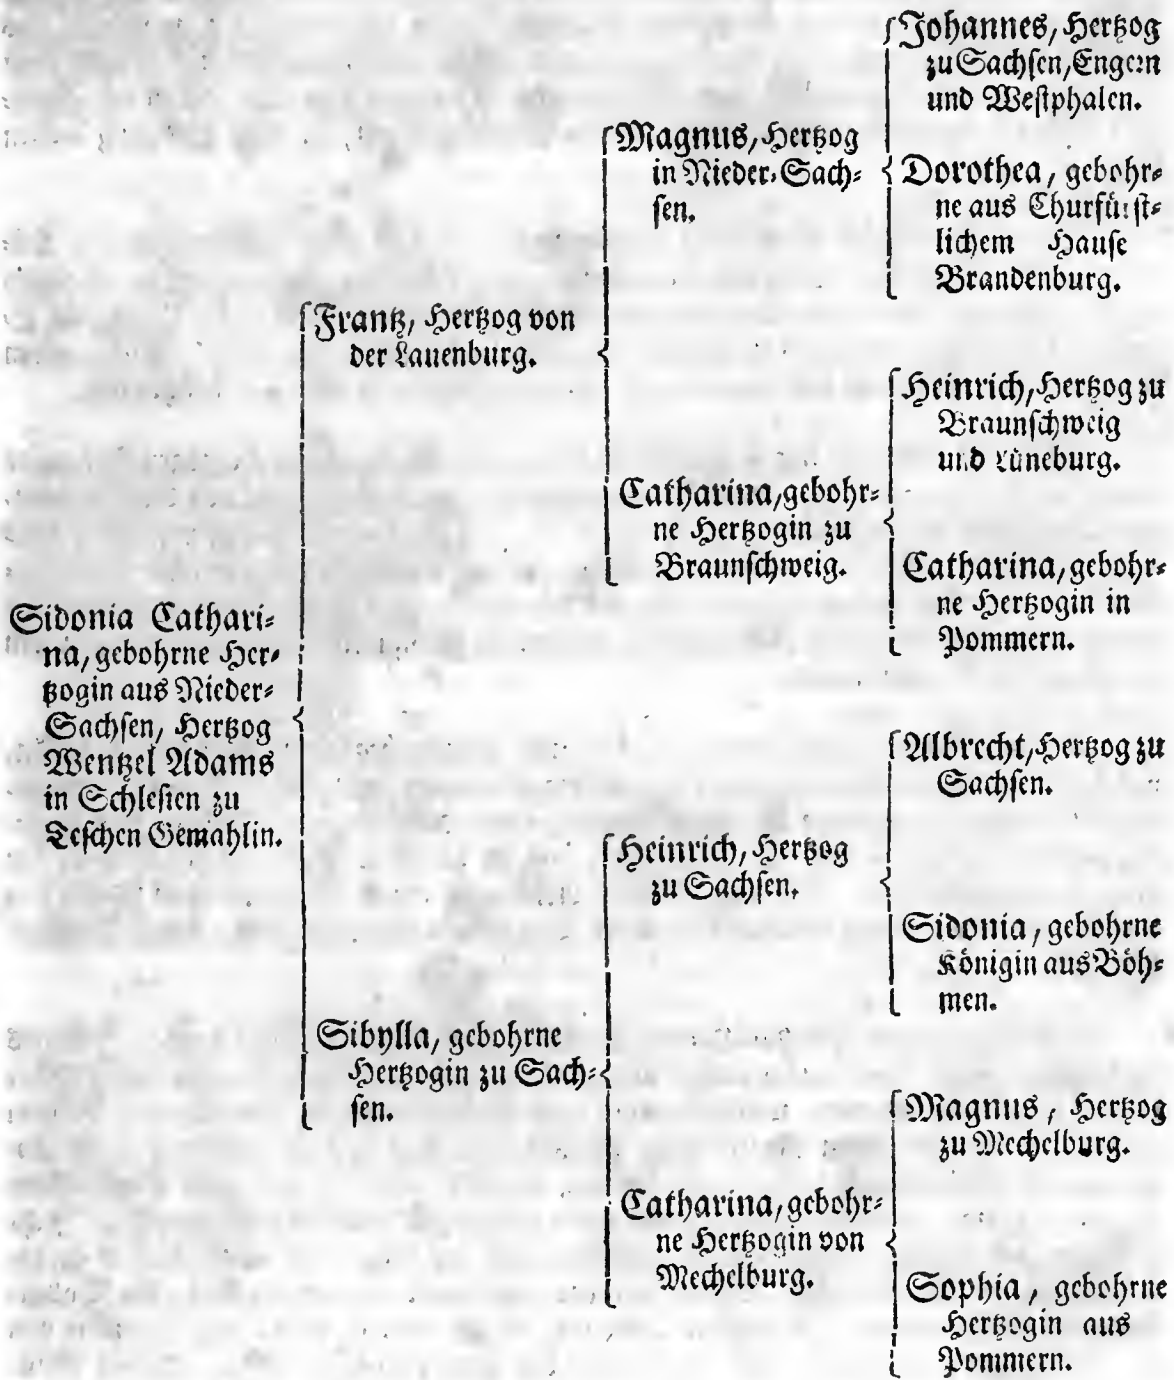 Sidonia Cathari⸗
na, gebohrne Her⸗
tzogin aus Nieder⸗
Sachsen, Hertzog
Wentzel Adams
in Schlesien zu
Teschen Gemahlin.
Frantz, Hertzog von
der Lauenburg.
Magnus, Hertzog
in Nieder⸗Sach⸗
sen.
Johannes, Hertzog
zu Sachsen, Engern
und Westphalen.
Dorothea, gebohr⸗
ne aus Churfürst⸗
lichem Hause
Brandenburg.
Catharina, gebohr⸗
ne Hertzogin zu
Braunschweig.
Heinrich, Hertzog zu
Braunschweig
und Lüneburg.
Catharina, gebohr⸗
ne Hertzogin in
Pommern.
Sibylla, gebohrne
Hertzogin zu Sach⸗
sen.
Heinrich, Hertzog
zu Sachsen.
Albrecht, Hertzog zu
Sachsen.
Sidonia, gebohrne
Königin aus Böh⸗
men.
Catharina, gebohr⸗
ne Hertzogin von
Mechelburg.
Magnus, Hertzog
zu Mechelburg.
Sophia, gebohrne
Hertzogin aus
Pommern.